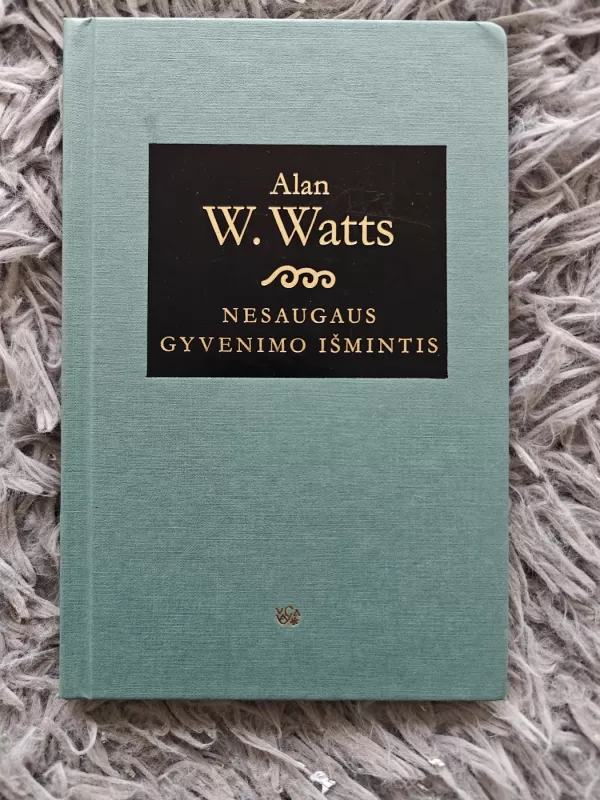 Alan
W. Watts
NESAUGAUS
GYVENIMO IŠMINTIS